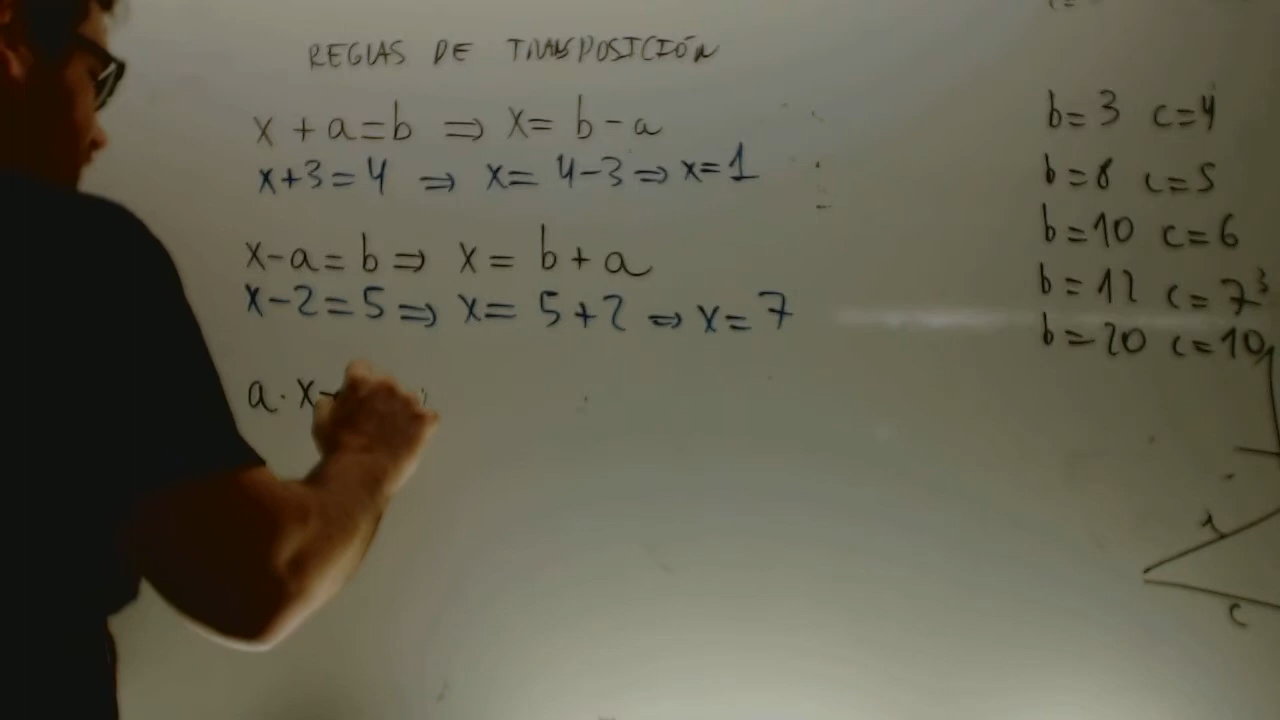 REGLAS DE TRANSPOSICIÓN
x + a = b ⇒ x = b - a
x + 3 = 4 ⇒ x = 4 - 3 ⇒ x = 1
x - a = b ⇒ x = b + a
x - 2 = 5 ⇒ x = 5 + 2 ⇒ x = 7
a · x
b = 3 c = 4
b = 8 c = 5
b = 10 c = 6
b = 12 c = 7
b = 20 c = 10
c